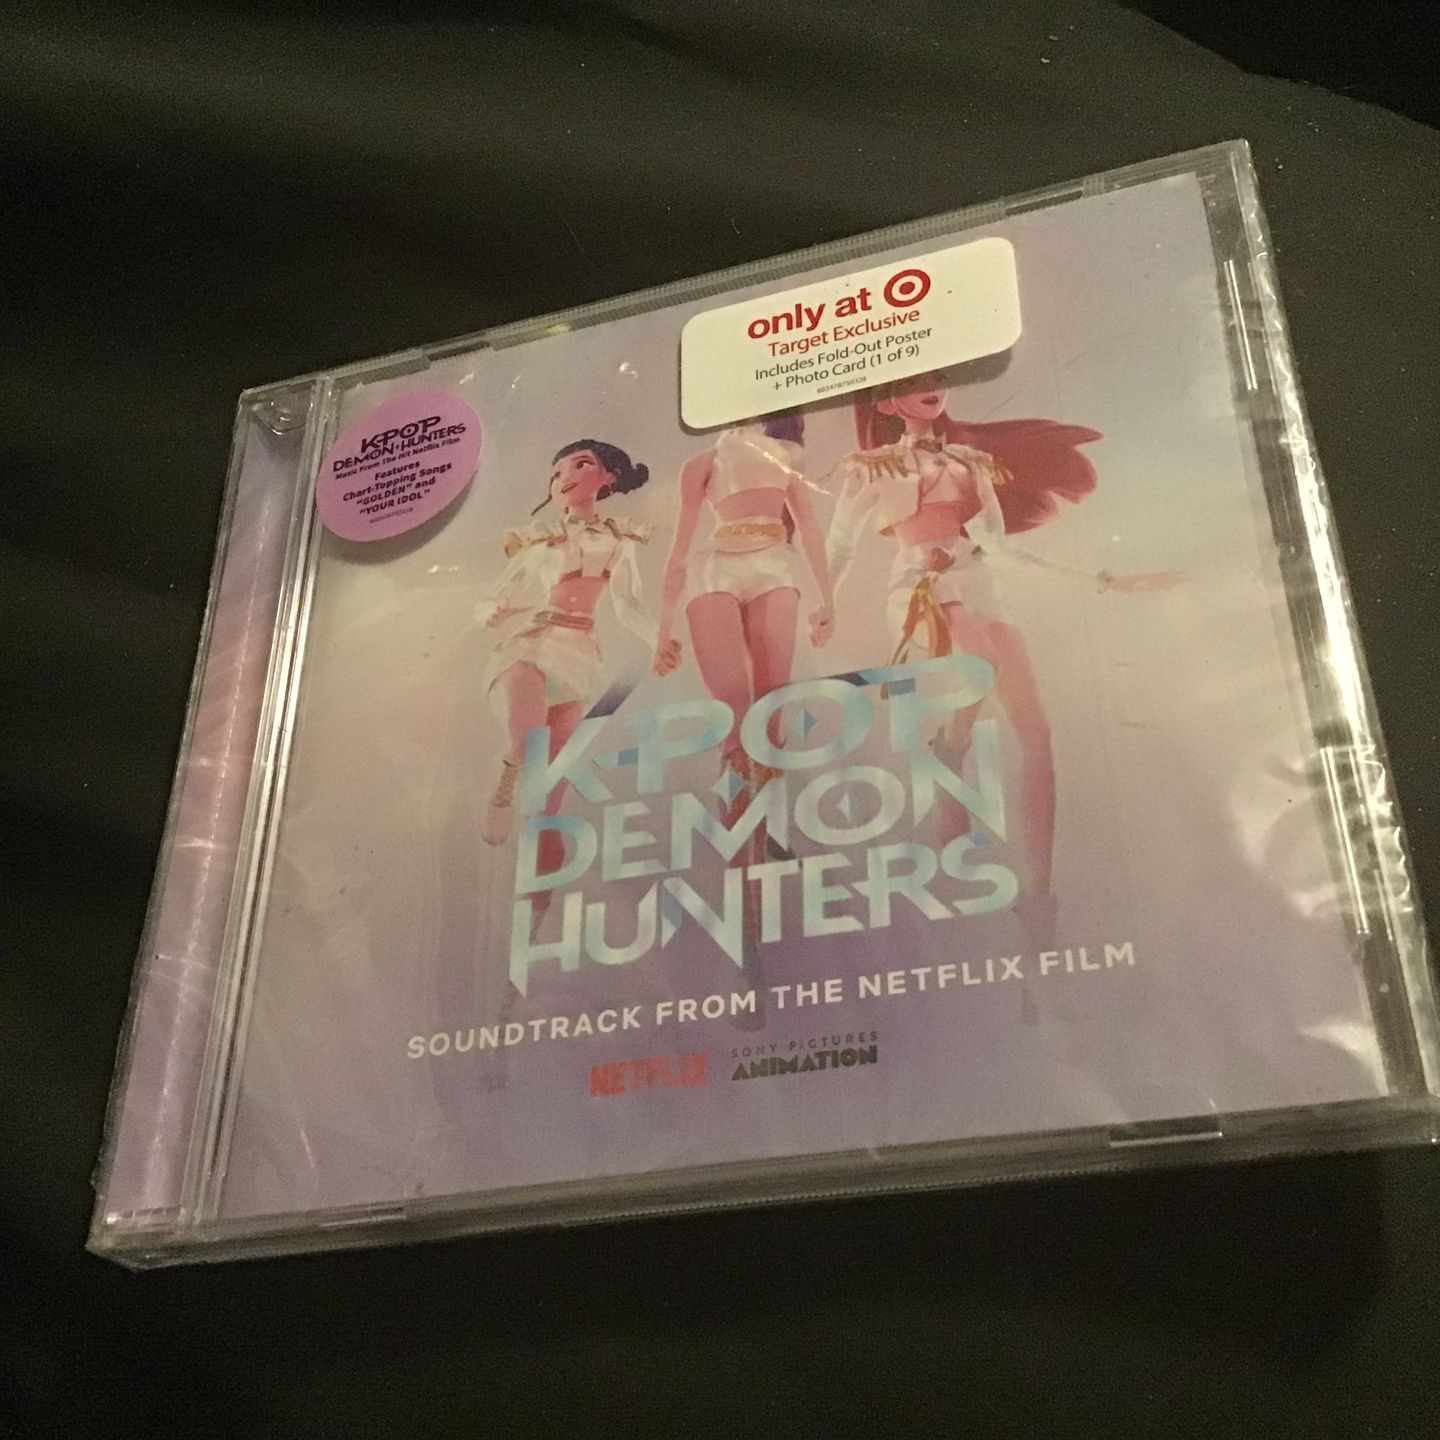 only at
Target Exclusive
Includes Fold-Out Poster
+ Photo Card (1 of 9)
K-POP
DEMON HUNTERS
Music From The Hit Netflix Film
Features
Chart-Topping Songs
"GOLDEN" and
"YOUR IDOL"
K-POP
DEMON
HUNTERS
SOUNDTRACK FROM THE NETFLIX FILM
NETFLIX
SONY PICTURES
ANIMATION